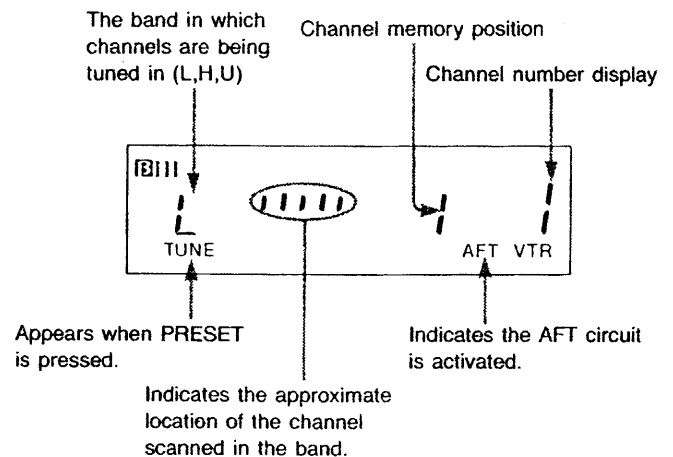 The band in which
channels are being
tuned in (L,H,U)
Channel memory position
Channel number display
L
1
1
TUNE
AFT VTR
Appears when PRESET
is pressed.
Indicates the AFT circuit
is activated.
Indicates the approximate
location of the channel
scanned in the band.